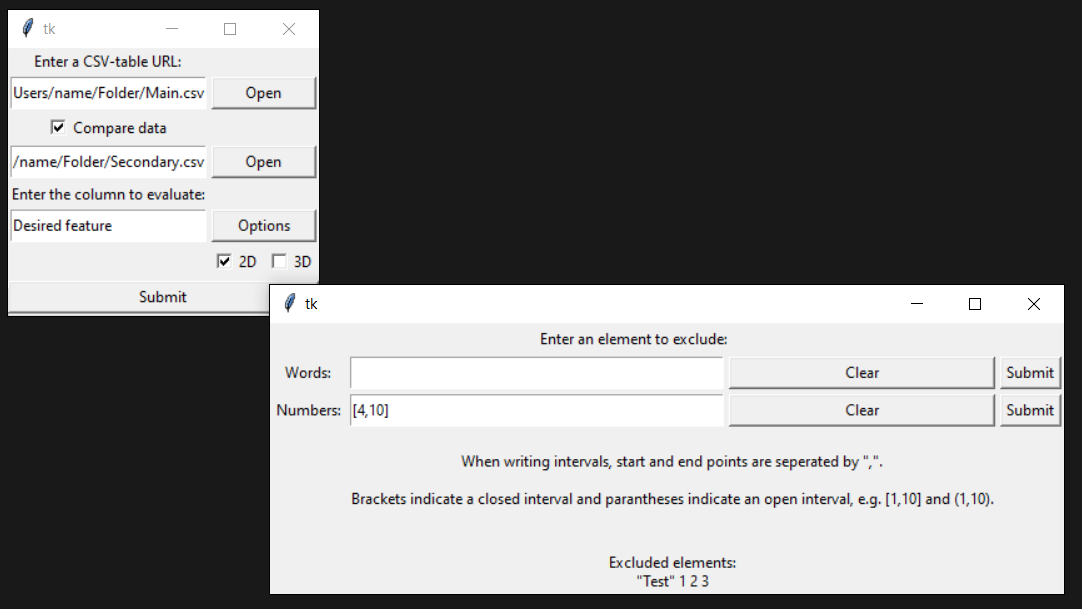 tk
Enter a CSV-table URL:
Users/name/Folder/Main.csv Open
Compare data
/name/Folder/Secondary.csv Open
Enter the column to evaluate:
Desired feature Options
2D 3D
Submit
tk
Enter an element to exclude:
Words: Clear Submit
Numbers: [4,10] Clear Submit
When writing intervals, start and end points are seperated by ",".
Brackets indicate a closed interval and parantheses indicate an open interval, e.g. [1,10] and (1,10).
Excluded elements:
"Test" 1 2 3